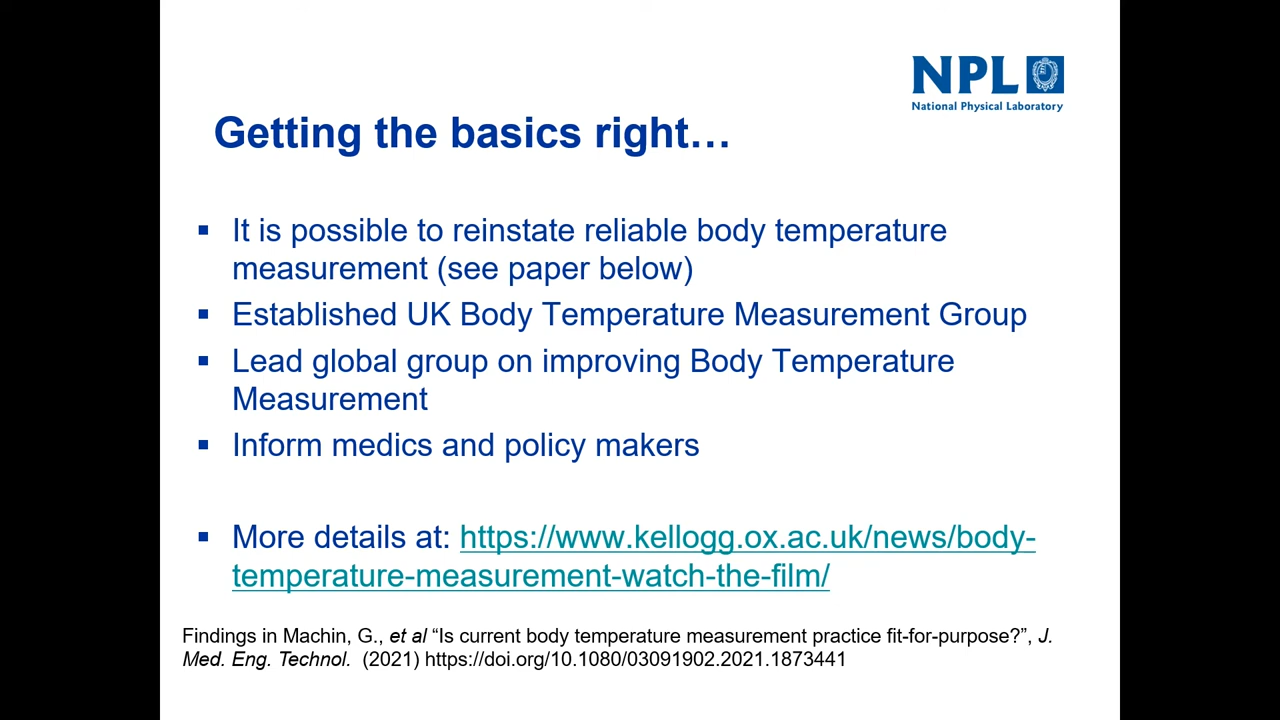 NPL
National Physical Laboratory
Getting the basics right…
▪ It is possible to reinstate reliable body temperature
measurement (see paper below)
▪ Established UK Body Temperature Measurement Group
▪ Lead global group on improving Body Temperature
Measurement
▪ Inform medics and policy makers
▪ More details at: https://www.kellogg.ox.ac.uk/news/body-
temperature-measurement-watch-the-film/
Findings in Machin, G., et al “Is current body temperature measurement practice fit-for-purpose?”, J.
Med. Eng. Technol. (2021) https://doi.org/10.1080/03091902.2021.1873441